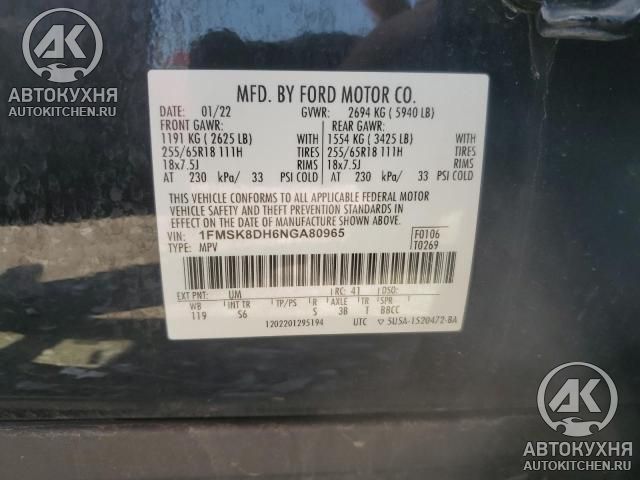 AK
АВТОКУХНЯ
AUTOKITCHEN.RU
MFD. BY FORD MOTOR CO.
DATE: 01/22 GVWR: 2694 KG ( 5940 LB)
FRONT GAWR: REAR GAWR:
1191 KG ( 2625 LB) WITH 1554 KG ( 3425 LB) WITH
255/65R18 111H TIRES 255/65R18 111H TIRES
18x7.5J RIMS 18x7.5J RIMS
AT 230 kPa/ 33 PSI COLD AT 230 kPa/ 33 PSI COLD
THIS VEHICLE CONFORMS TO ALL APPLICABLE FEDERAL MOTOR
VEHICLE SAFETY, BUMPER, AND THEFT PREVENTION STANDARDS IN
EFFECT ON THE DATE OF MANUFACTURE SHOWN ABOVE.
VIN: 1FMSK8DH6NGA80965 F0106
TYPE: MPV T0269
EXT PNT: UM RC: 41 DSO:
WB INT TR TP/PS R AXLE TR SPR
119 S6 S 3B T BBCC
1202201295194 UTC 5U5A-1520472-BA
AK
АВТОКУХНЯ
AUTOKITCHEN.RU